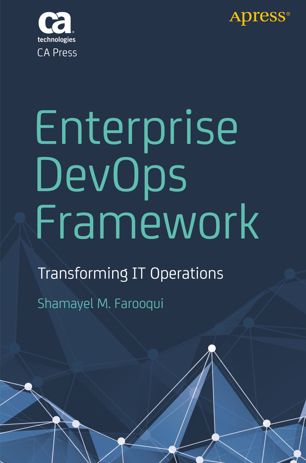 ca
technologies
CA Press
Apress®
Enterprise
DevOps
Framework
Transforming IT Operations
Shamayel M. Farooqui